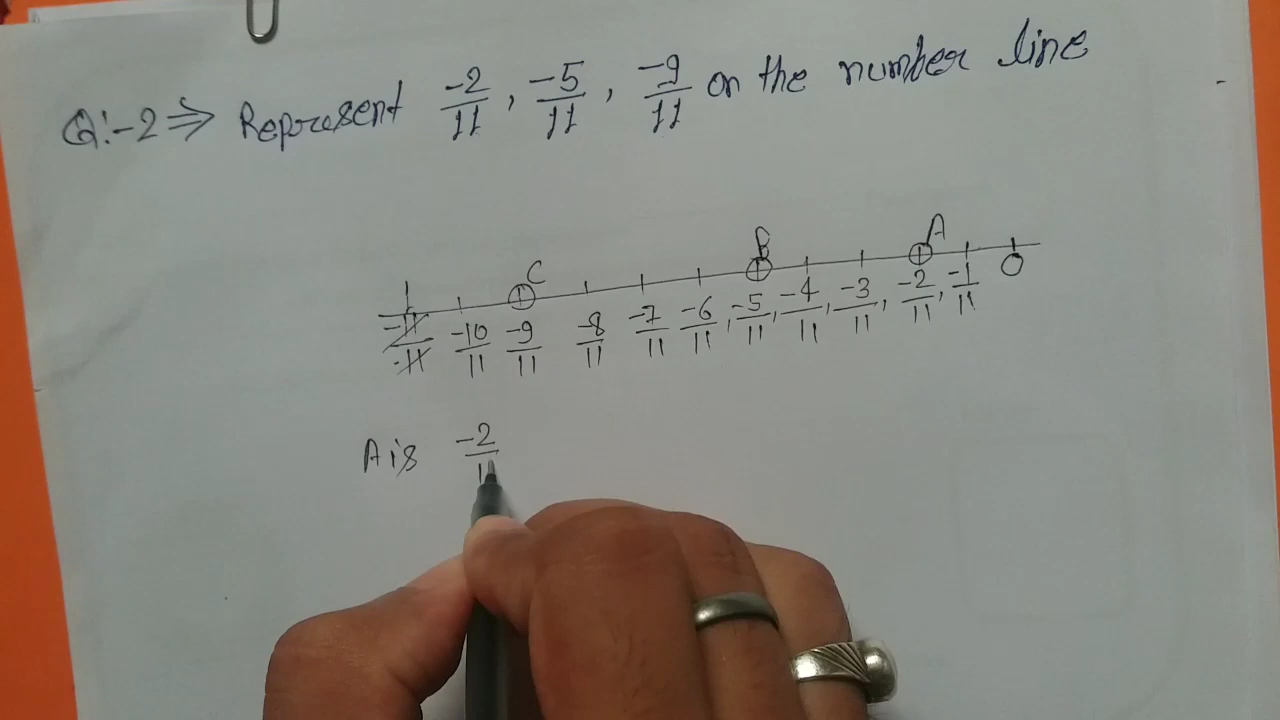 Q:-2⇒ Represent -2/11, -5/11, -9/11 on the number line
C B A
-11/-11 -10/11 -9/11 -8/11 -7/11 -6/11, -5/11, -4/11, -3/11, -2/11, -1/11 0
A is -2/11